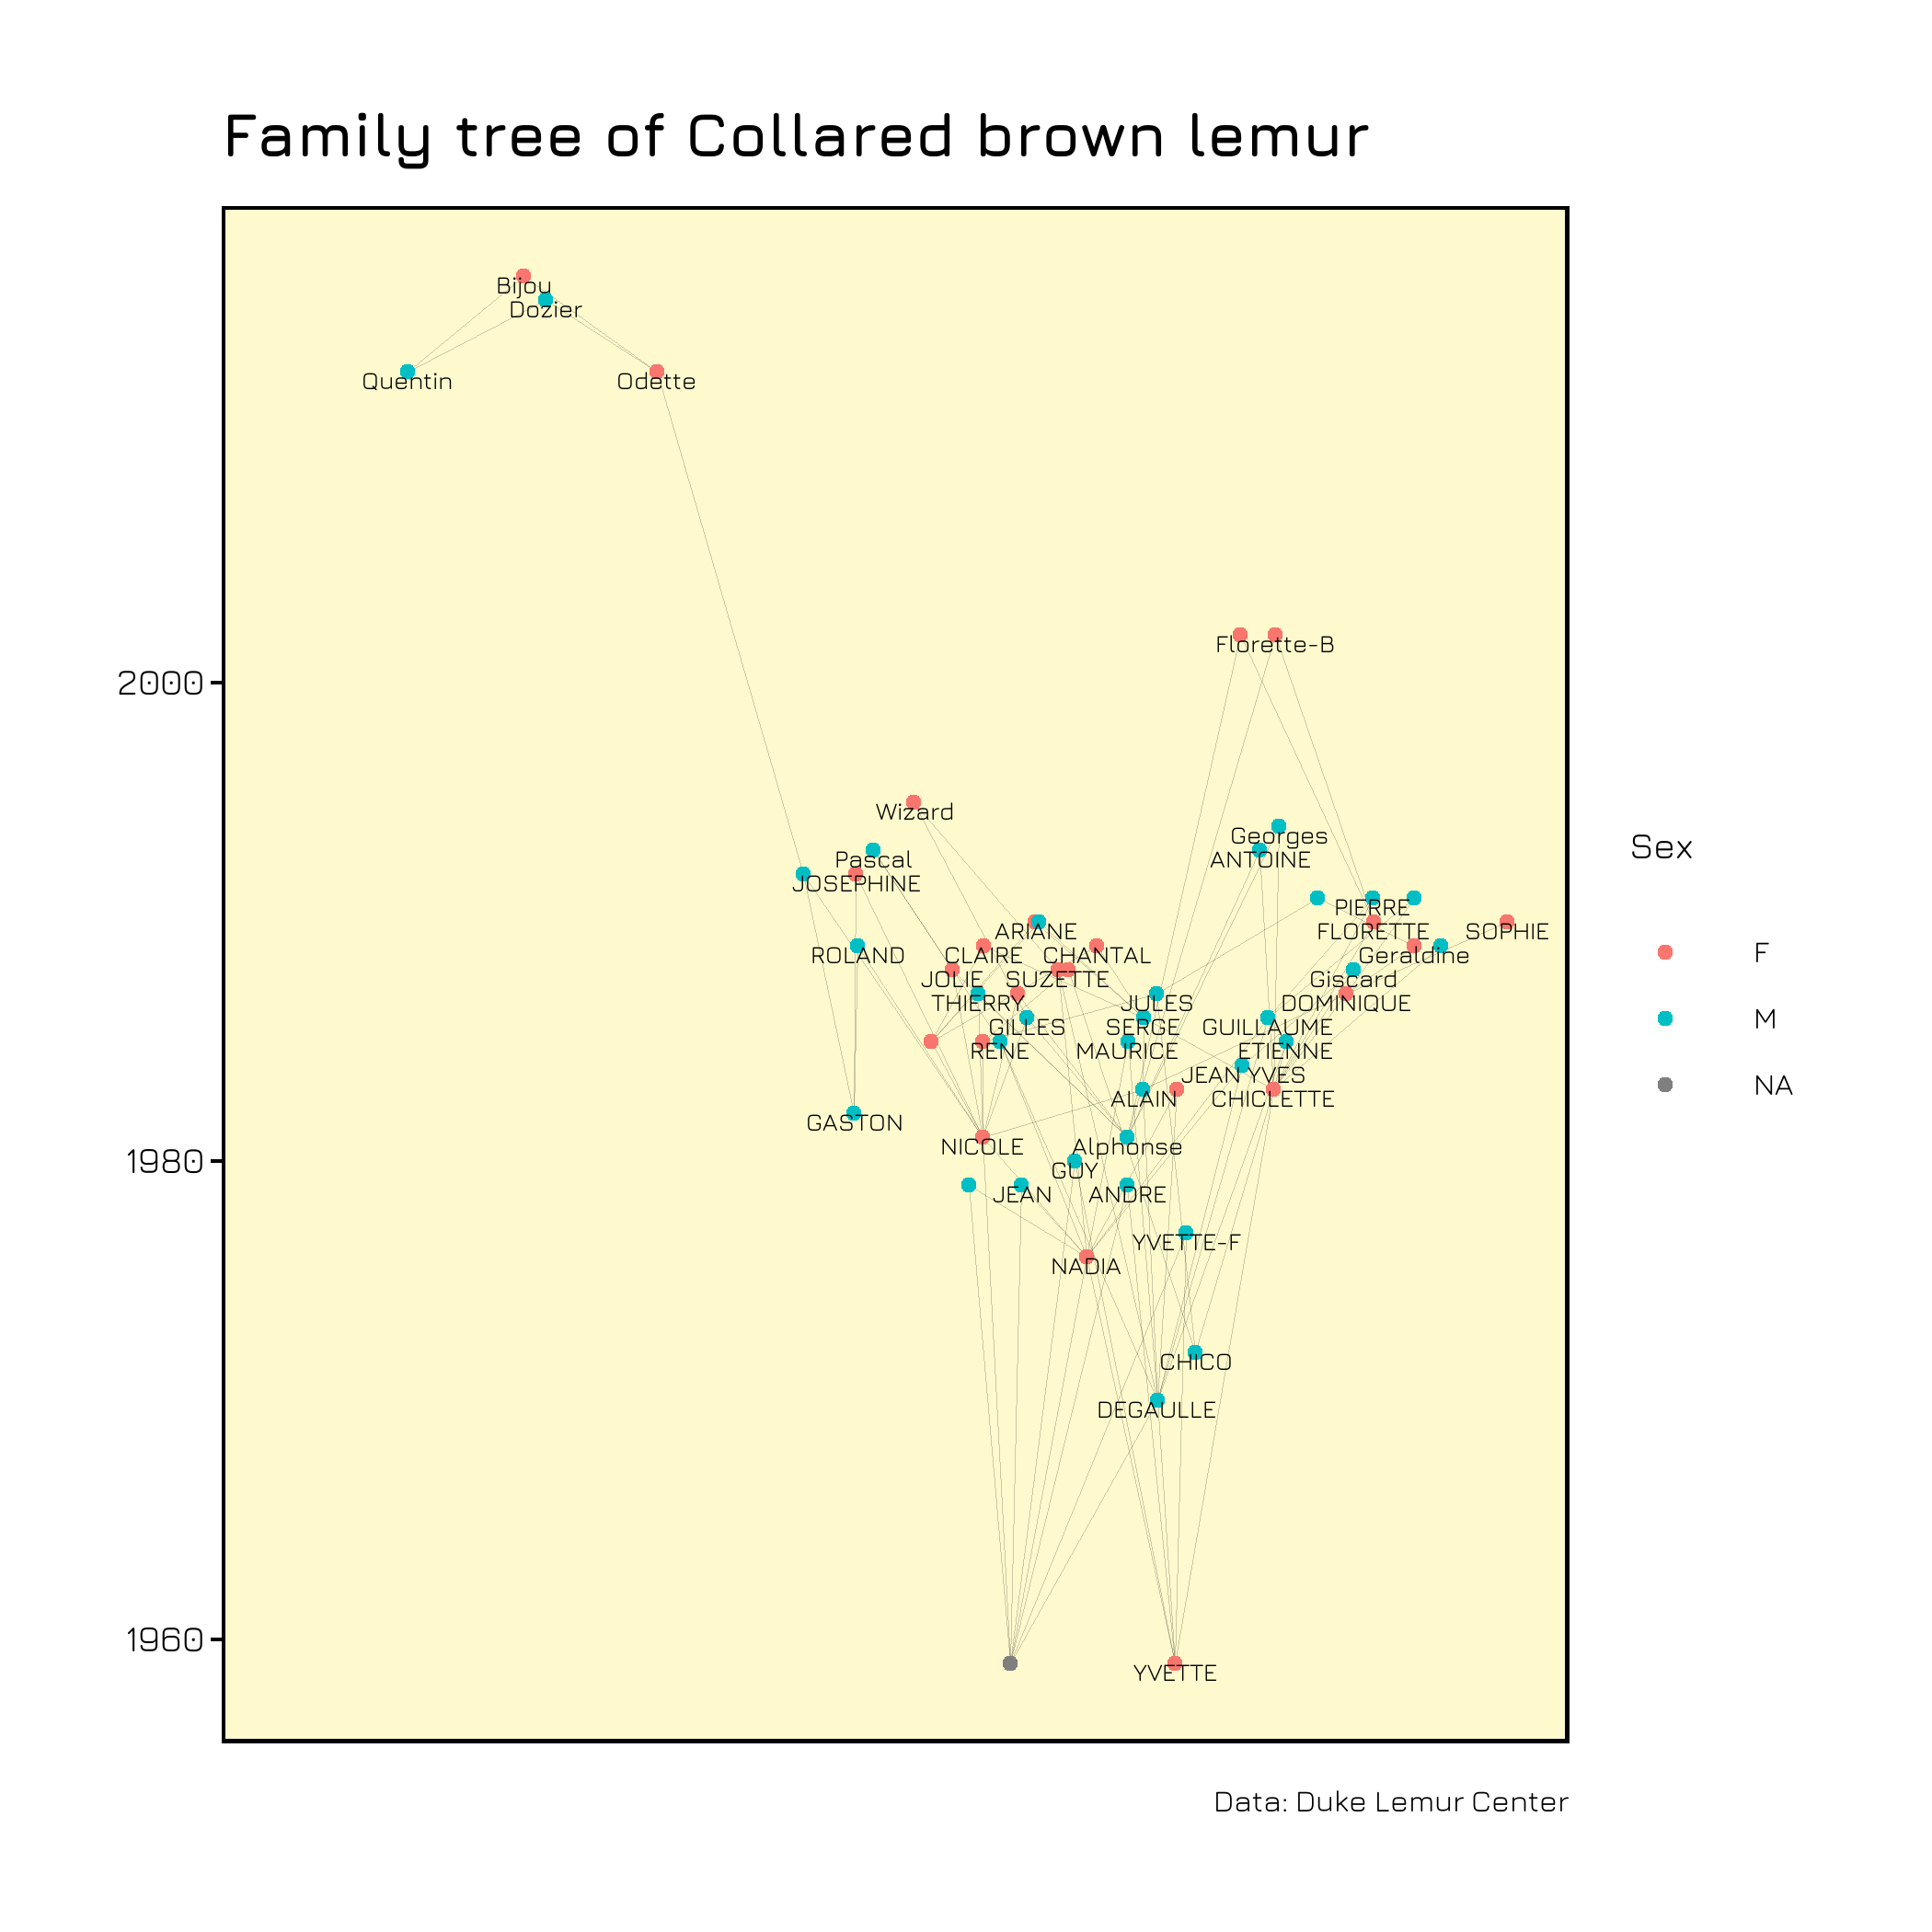 Family tree of Collared brown lemur
Bijou
Dozier
Quentin
Odette
2000
Florette-B
Wizard
Georges
Pascal
ANTOINE
JOSEPHINE
PIERRE
ARIANE
FLORETTE
SOPHIE
ROLAND
CLAIRE
CHANTAL
Geraldine
JOLIE
SUZETTE
Giscard
THIERRY
JULES
DOMINIQUE
GILLES
SERGE
GUILLAUME
RENE
MAURICE
ETIENNE
JEAN YVES
ALAIN
CHICLETTE
GASTON
NICOLE
Alphonse
1980
GUY
JEAN
ANDRE
YVETTE-F
NADIA
CHICO
DEGAULLE
1960
YVETTE
Sex
F
M
NA
Data: Duke Lemur Center